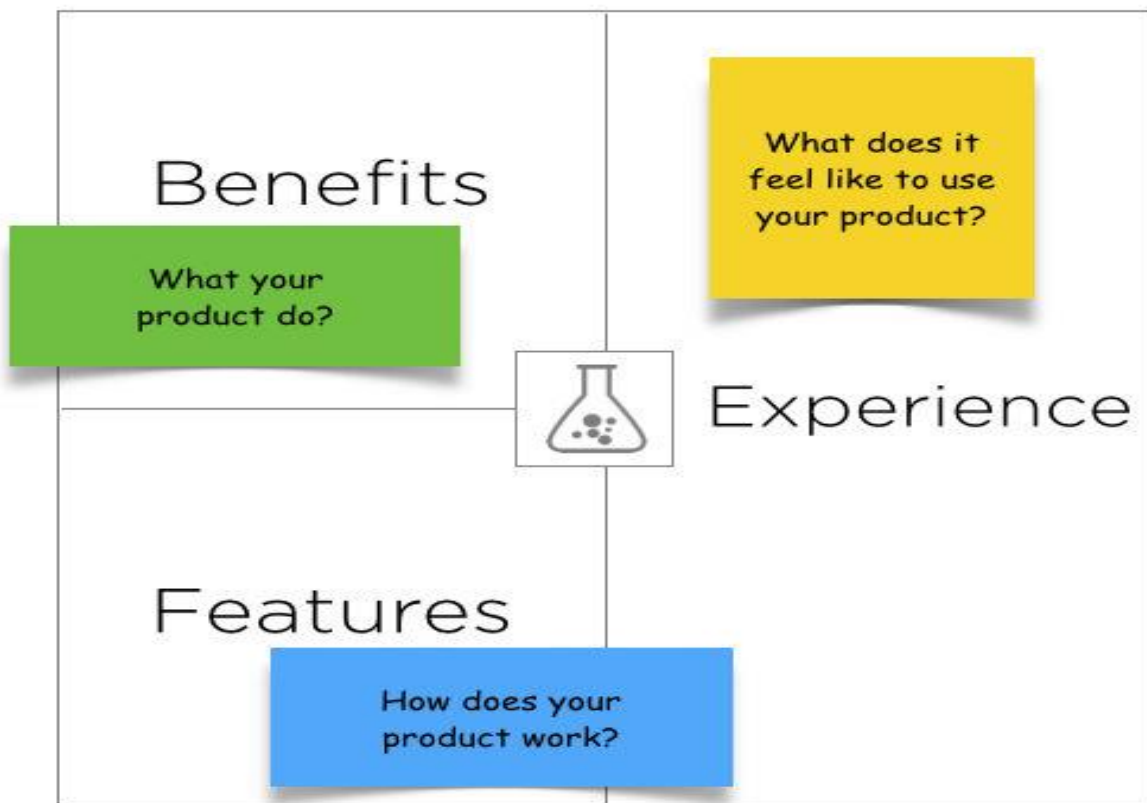 Benefits
What your
product do?
What does it
feel like to use
your product?
Experience
Features
How does your
product work?